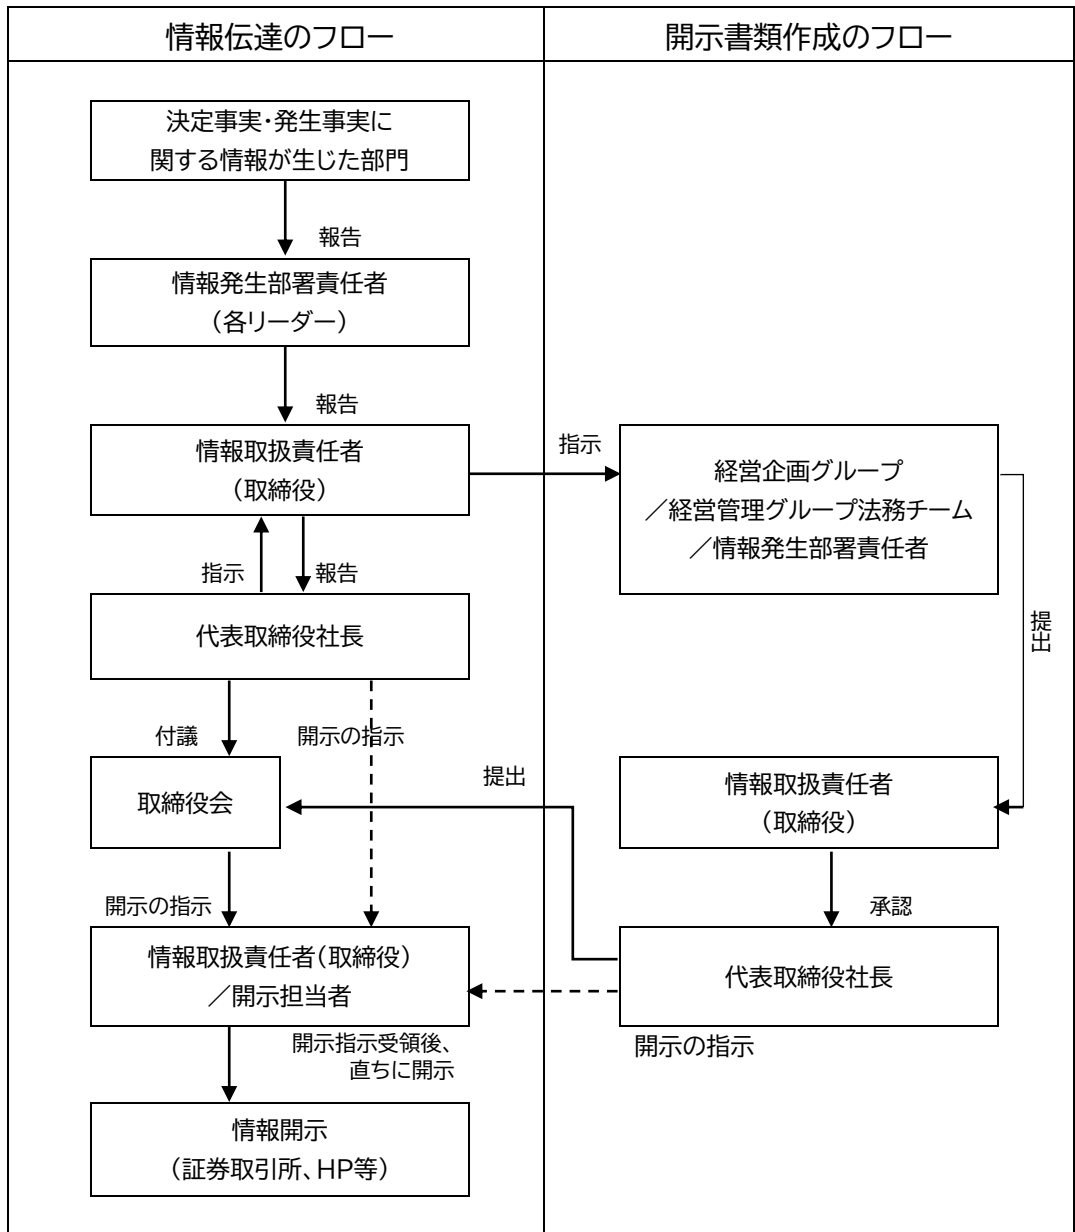 情報伝達のフロー
開示書類作成のフロー
決定事実・発生事実に
関する情報が生じた部門
報告
情報発生部署責任者
（各リーダー）
報告
情報取扱責任者
（取締役）
指示
経営企画グループ
／経営管理グループ法務チーム
／情報発生部署責任者
指示
報告
代表取締役社長
提出
付議
開示の指示
取締役会
提出
情報取扱責任者
（取締役）
開示の指示
承認
情報取扱責任者（取締役）
／開示担当者
代表取締役社長
開示指示受領後、
直ちに開示
開示の指示
情報開示
（証券取引所、HP等）